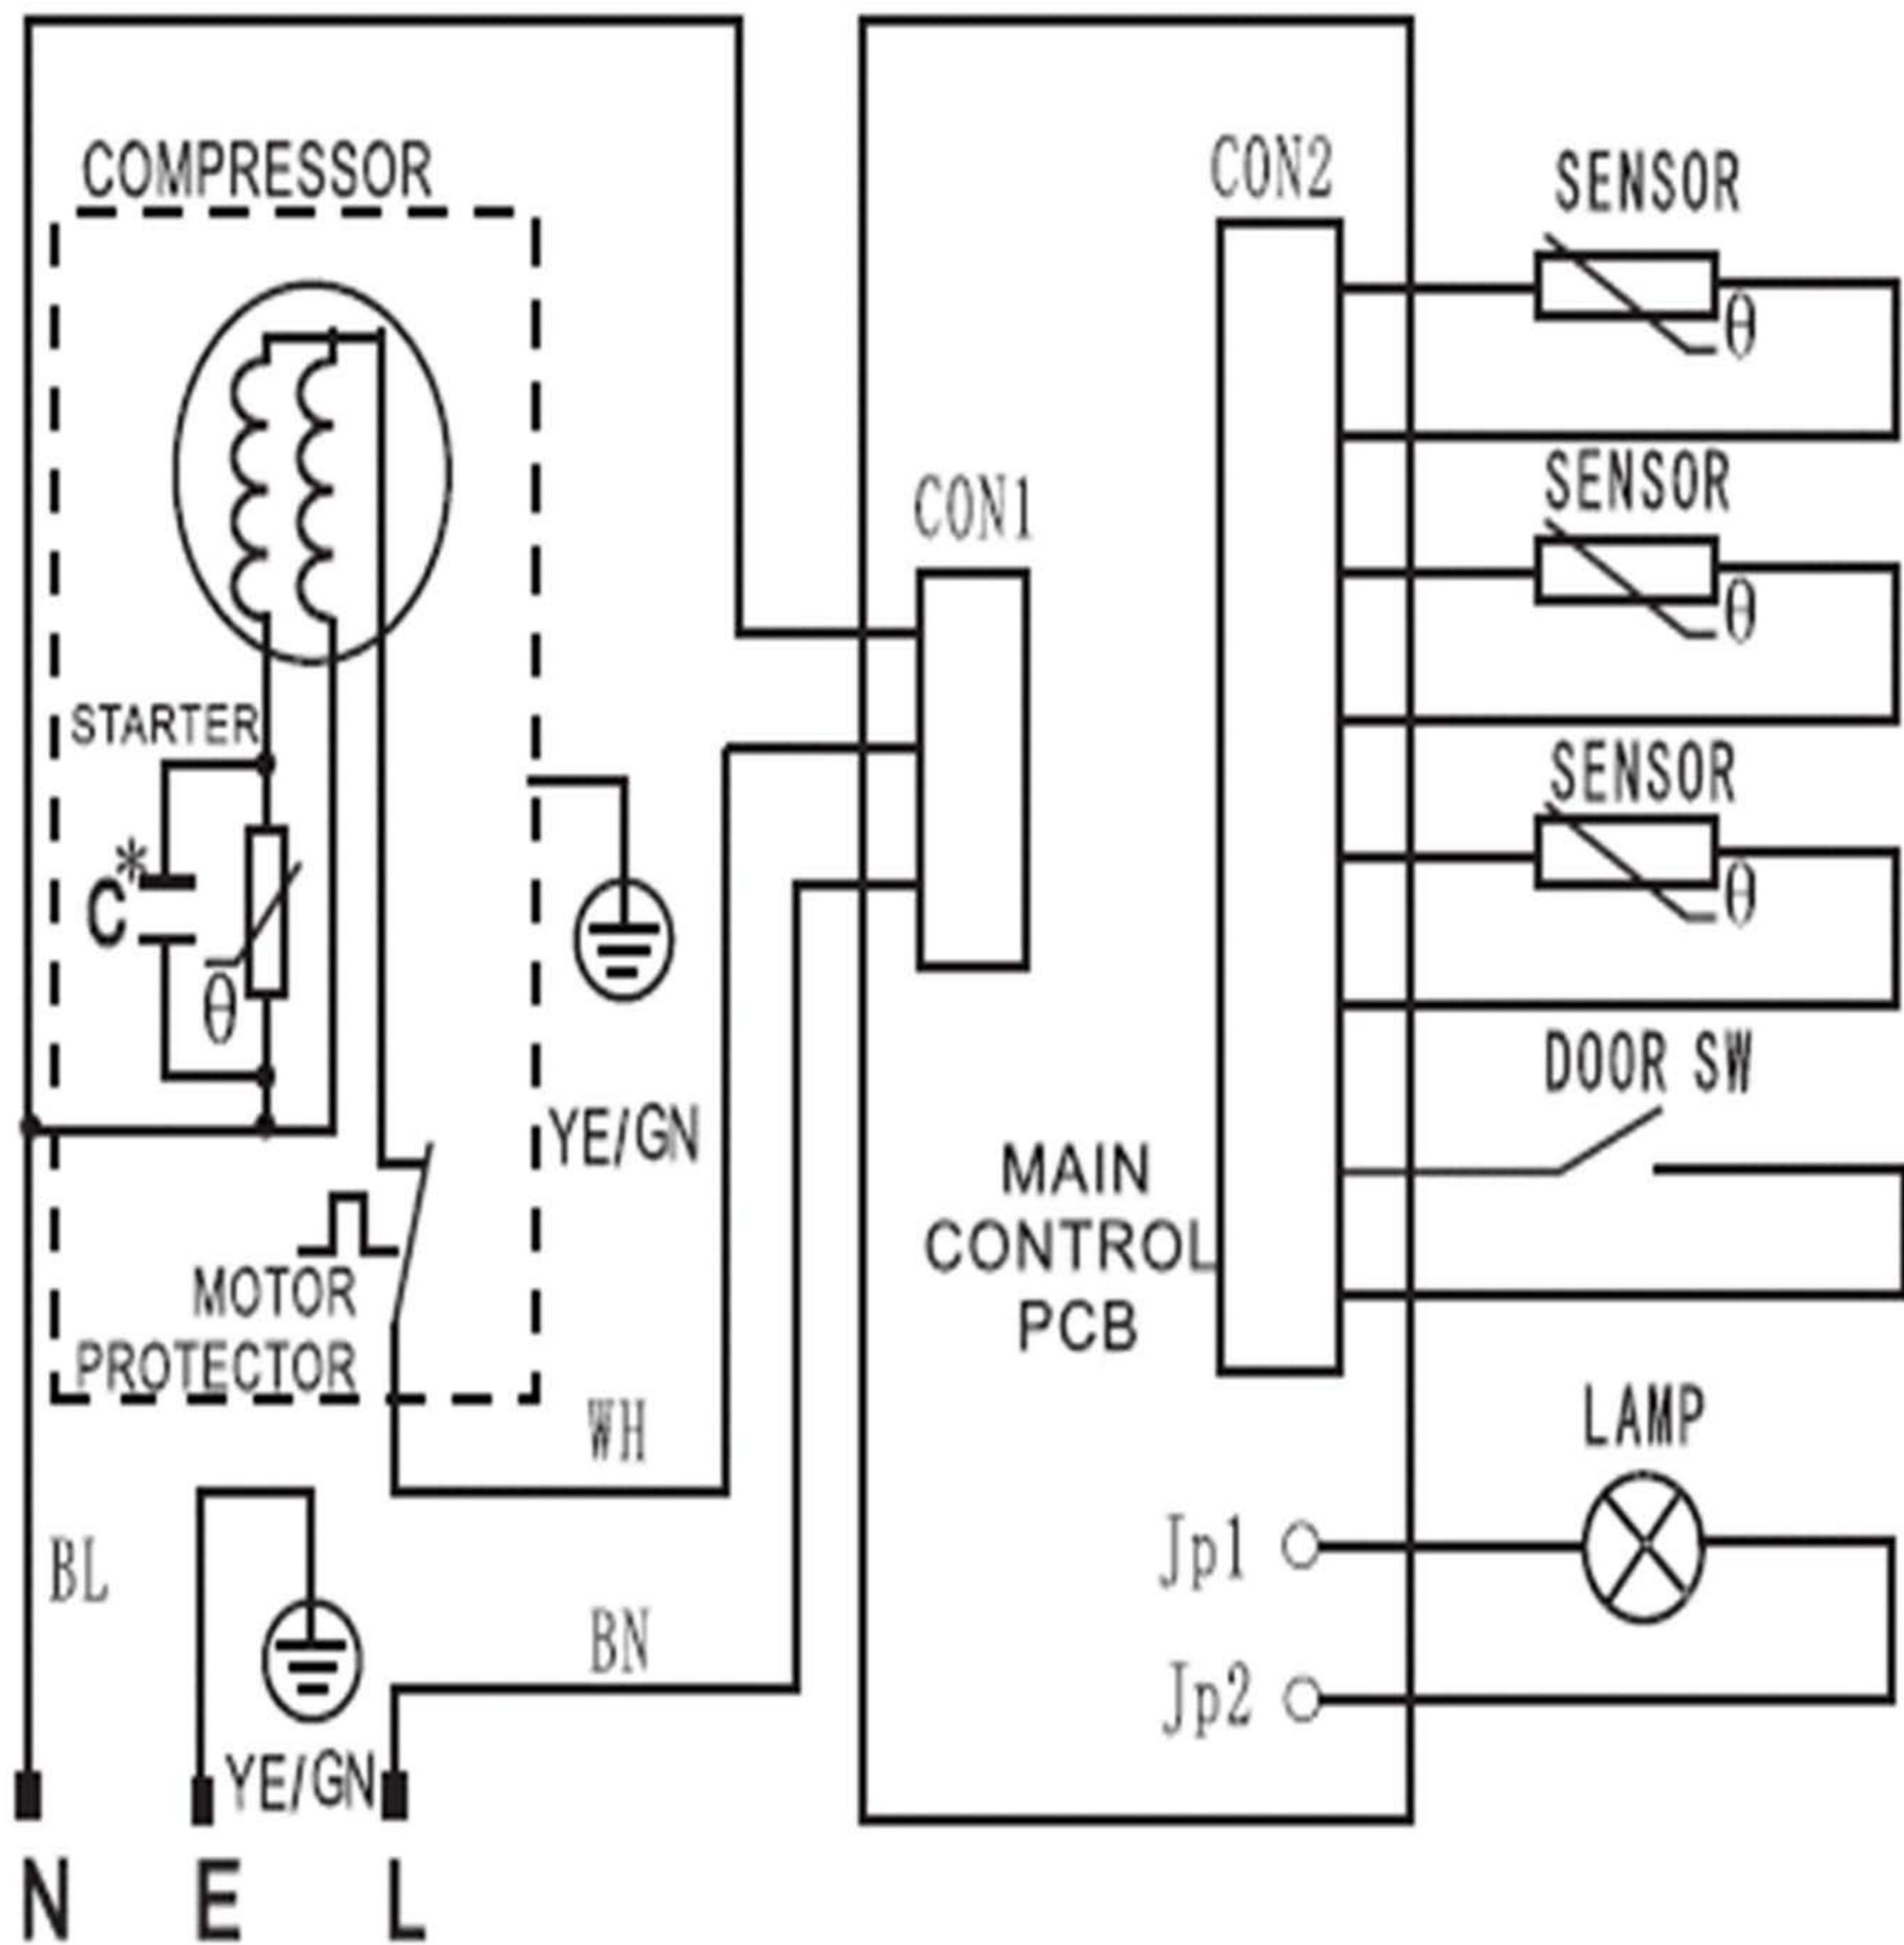 COMPRESSOR
STARTER
C*
θ
MOTOR
PROTECTOR
YE/GN
WH
BL
BN
YE/GN
N E L
CON1
CON2
MAIN
CONTROL
PCB
Jp1
Jp2
SENSOR
θ
SENSOR
θ
SENSOR
θ
DOOR SW
LAMP